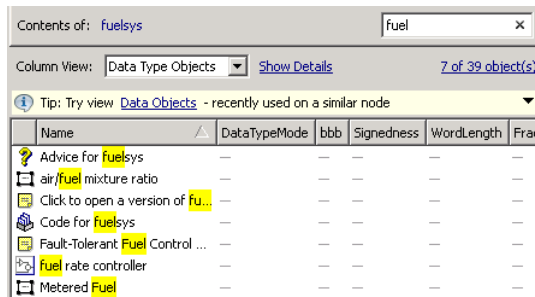 Contents of: fuelsys fuel
Column View: Data Type Objects Show Details 7 of 39 object(s)
Tip: Try view Data Objects - recently used on a similar node
Name DataTypeMode bbb Signedness WordLength Fra
Advice for fuelsys — — — —
air/fuel mixture ratio — — — —
Click to open a version of fu... — — — —
Code for fuelsys — — — —
Fault-Tolerant Fuel Control ... — — — —
fuel rate controller — — — —
Metered Fuel — — — —